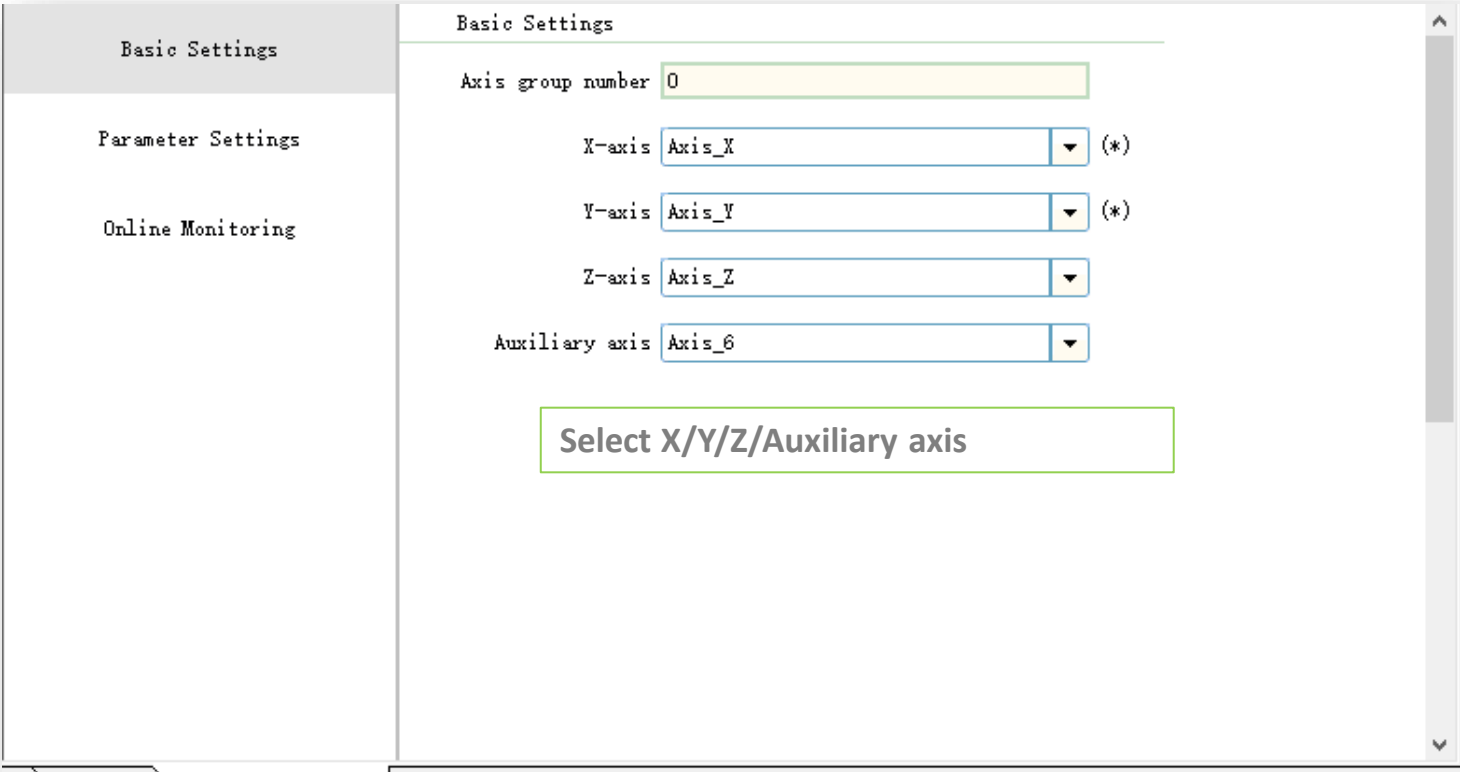 Basic Settings
Basic Settings
Axis group number 0
Parameter Settings
X-axis Axis_X (*)
Y-axis Axis_Y (*)
Online Monitoring
Z-axis Axis_Z
Auxiliary axis Axis_6
Select X/Y/Z/Auxiliary axis